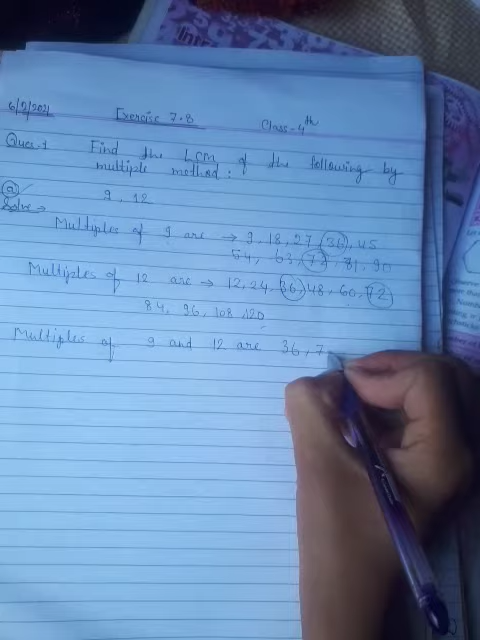 6/9/2021 Exercise 7.8 Class-4th
Ques-1 Find the LCM of the following by
multiple method:
(a) 9, 12
Solve →
Multiples of 9 are → 9, 18, 27, 36, 45
54, 63, 72, 81, 90
Multiples of 12 are → 12, 24, 36, 48, 60, 72
84, 96, 108, 120
Multiples of 9 and 12 are 36, 7